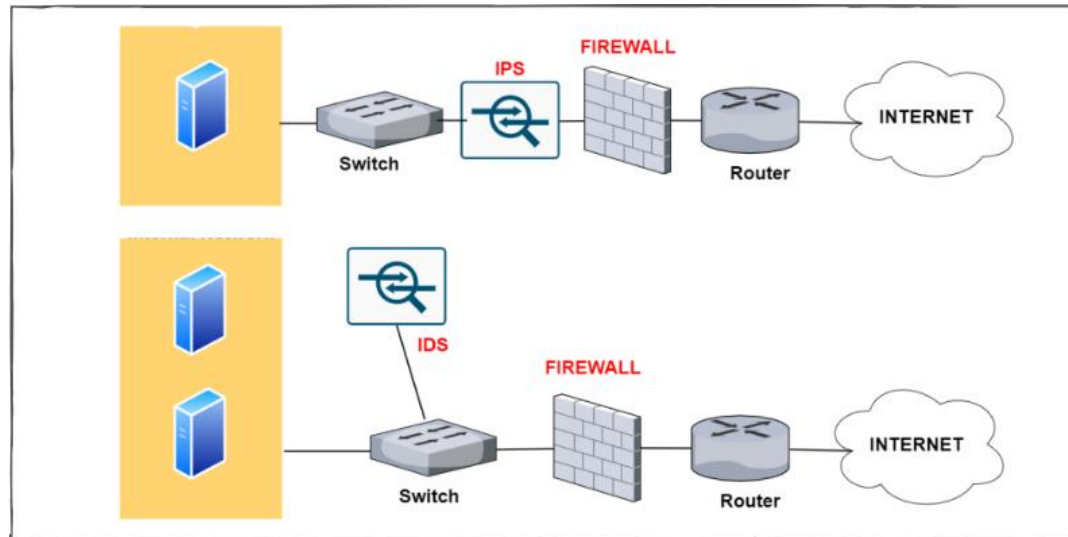 FIREWALL
IPS
INTERNET
Switch
Router
IDS
FIREWALL
INTERNET
Switch
Router